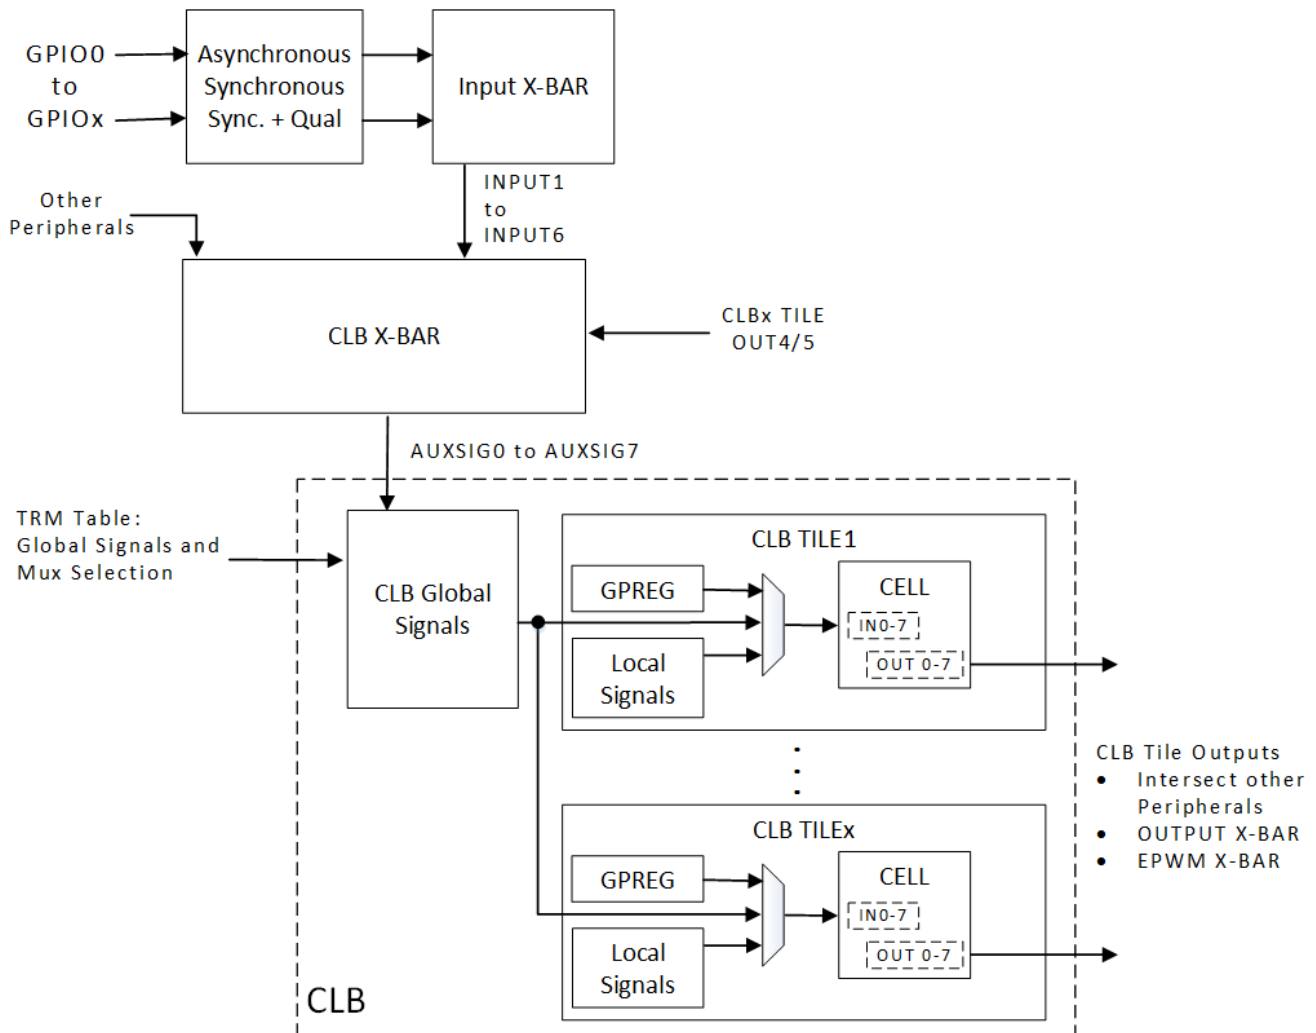 GPIO0
to
GPIOx
Asynchronous
Synchronous
Sync. + Qual
Input X-BAR
Other
Peripherals
INPUT1
to
INPUT6
CLB X-BAR
CLBx TILE
OUT4/5
AUXSIG0 to AUXSIG7
TRM Table:
Global Signals and
Mux Selection
CLB Global
Signals
CLB TILE1
GPREG
Local
Signals
CELL
IN0-7
OUT 0-7
CLB TILEx
GPREG
Local
Signals
CELL
IN0-7
OUT 0-7
CLB Tile Outputs
• Intersect other
Peripherals
• OUTPUT X-BAR
• EPWM X-BAR
CLB